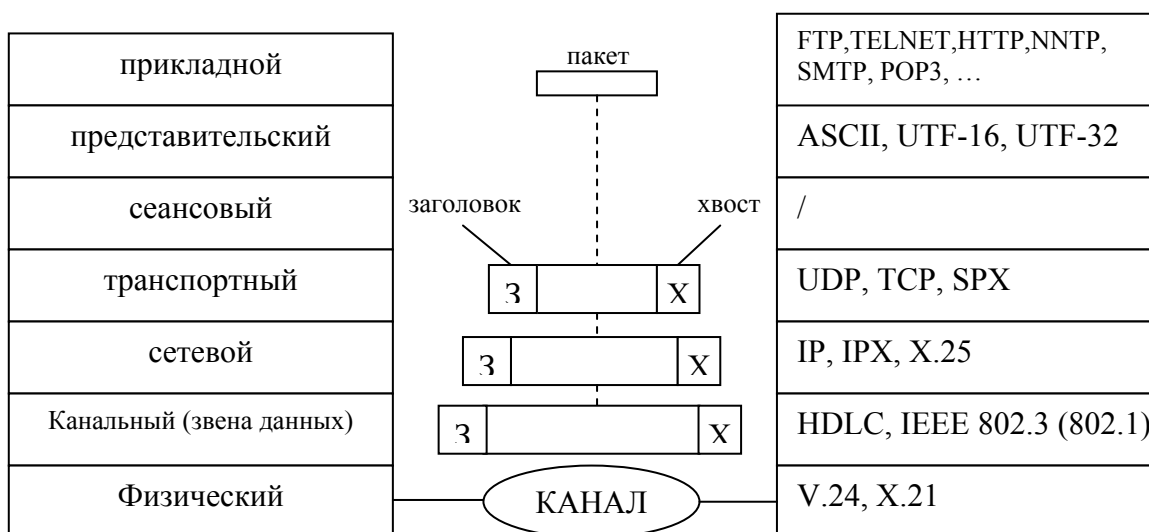 прикладной
представительский
сеансовый
транспортный
сетевой
Канальный (звена данных)
Физический
пакет
заголовок
хвост
З
Х
З
Х
З
Х
КАНАЛ
FTP,TELNET,HTTP,NNTP,
SMTP, POP3, …
ASCII, UTF-16, UTF-32
/
UDP, TCP, SPX
IP, IPX, X.25
HDLC, IEEE 802.3 (802.1)
V.24, X.21